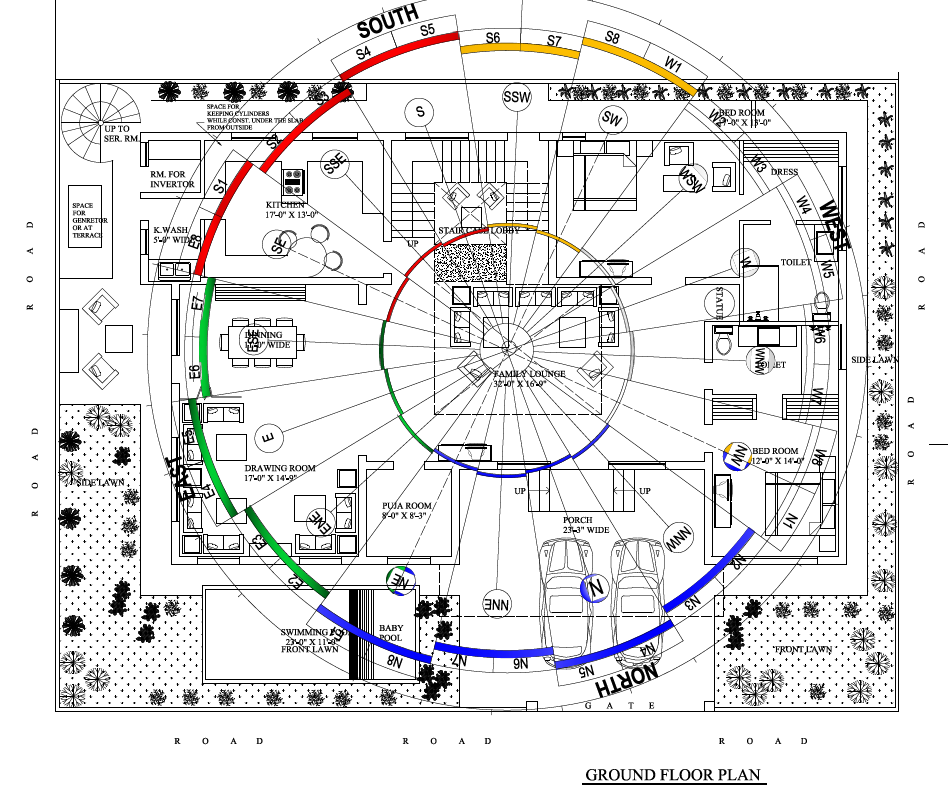 SOUTH
S4
S5
S6
S7
S8
W1
S3
SPACE FOR
KEEPING CYLINDERS
WHILE CONST. UNDER THE SLAB
FROM OUTSIDE
S
SSW
SW
W2
BED ROOM
UP TO
SER. RM.
S2
SSE
W3
DRESS
RM. FOR
INVERTOR
S1
WSW
SPACE
FOR
GENRETOR
OR AT
TERRACE
KITCHEN
17'-0" X 13'-0"
W4
WEST
K.WASH
5'-0" WIDE
E8
SE
UP
STAIR CASE LOBBY
W
TOILET
W5
ROAD
ROAD
E7
STATUE
DINING
11'-0" WIDE
ESE
W6
SIDE LAWN
WNW
TOILET
E6
FAMILY LOUNGE
32'-0" X 16'-9"
W7
ROAD
ROAD
E5
E
NW
BED ROOM
12'-0" X 14'-0"
W8
EAST
SIDE LAWN
DRAWING ROOM
17'-0" X 14'-9"
E4
UP
UP
PUJA ROOM
8'-0" X 8'-3"
PORCH
23'-3" WIDE
ENE
N1
E3
NNW
N2
E2
NE
N
NNE
N3
SWIMMING POOL
23'-0" X 11'-0"
FRONT LAWN
E1
BABY
POOL
N8
N7
N6
N5
N4
FRONT LAWN
NORTH
GATE
ROAD
ROAD
ROAD
GROUND FLOOR PLAN